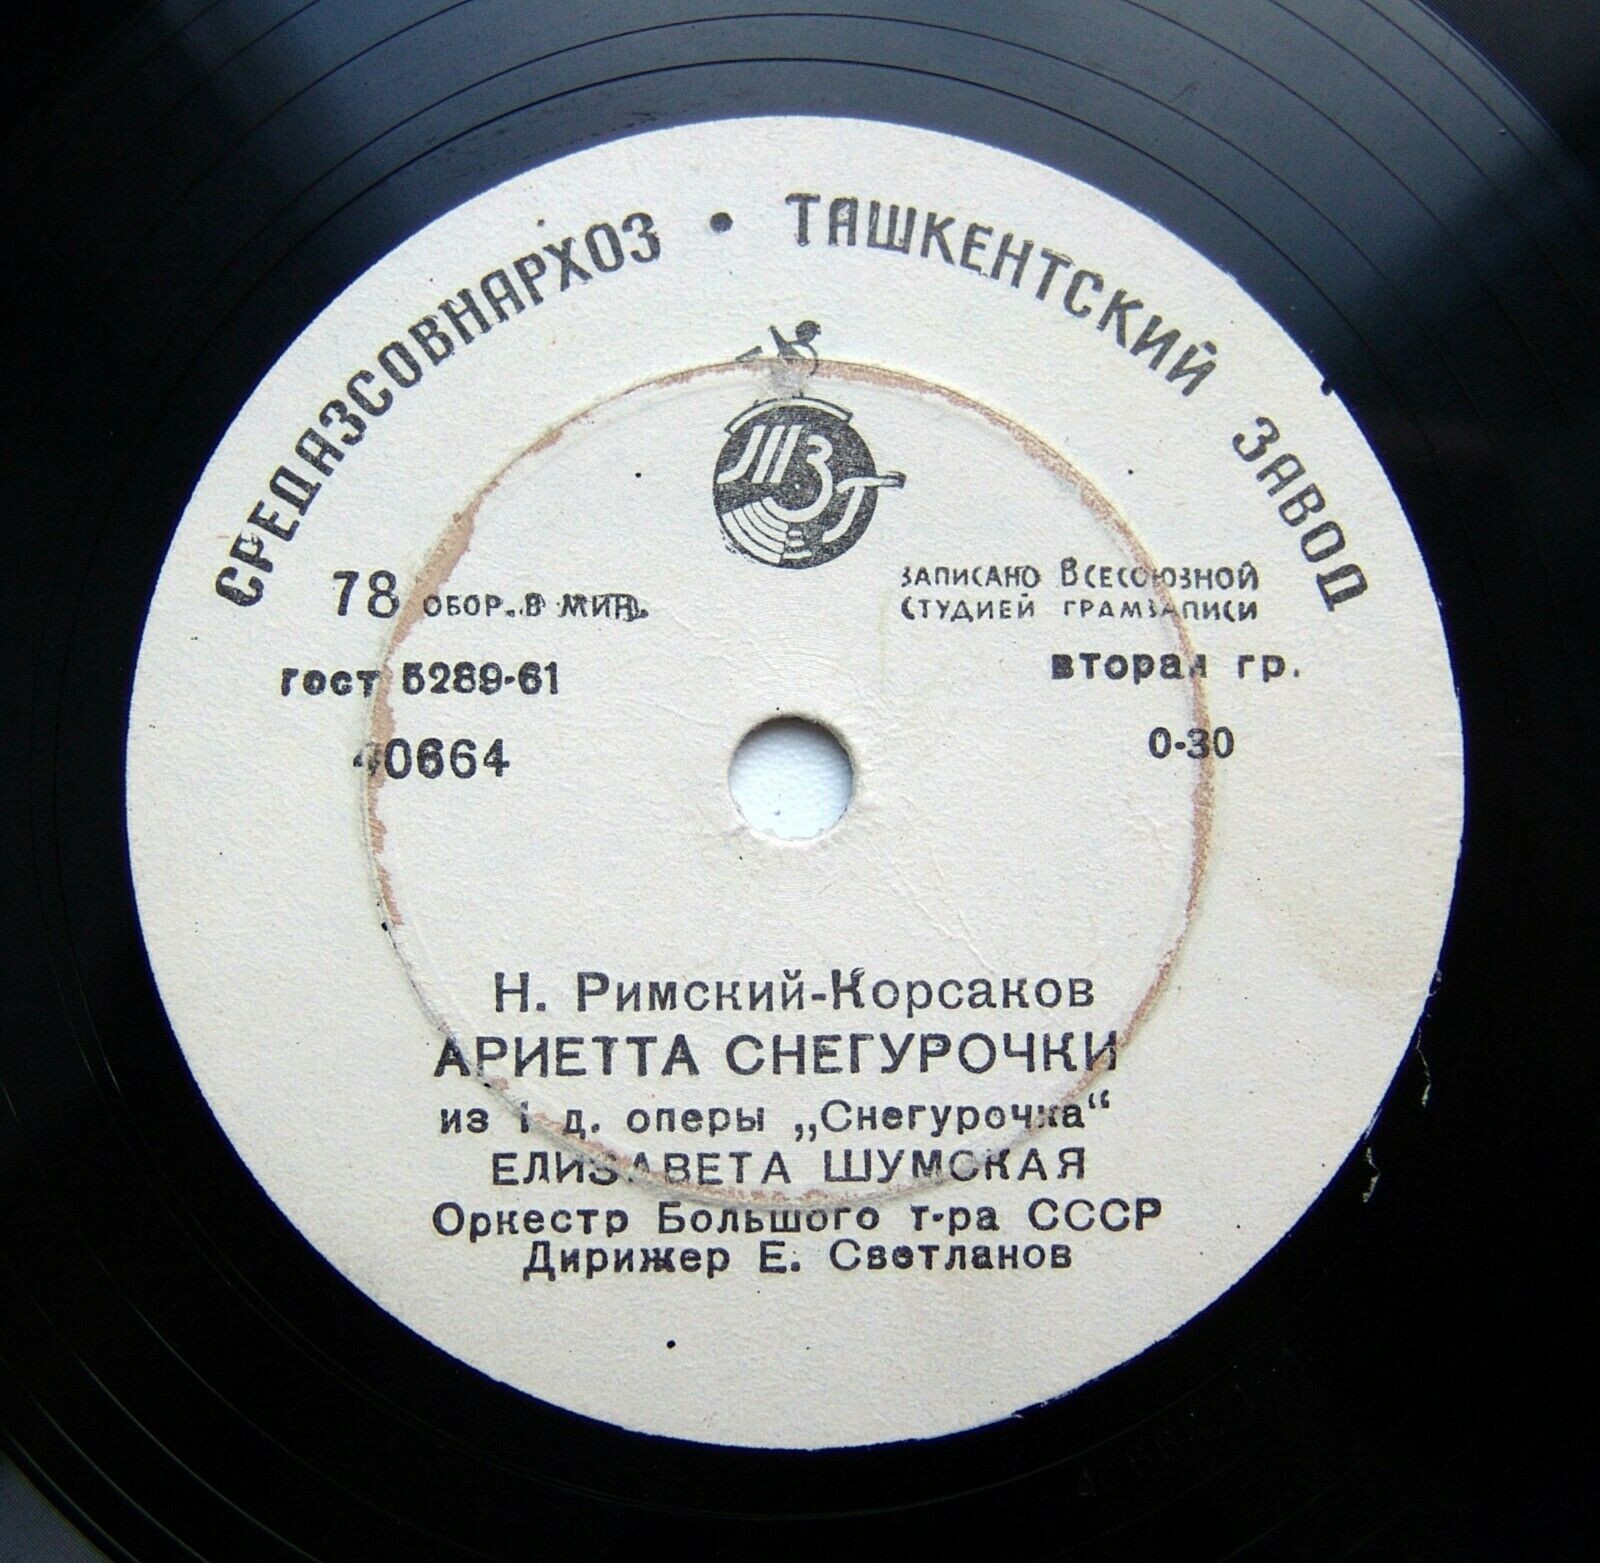 СРЕДАЗСОВНАРХОЗ • ТАШКЕНТСКИЙ ЗАВОД
ТЗГ
78 ОБОР. В МИН.
ЗАПИСАНО ВСЕСОЮЗНОЙ
СТУДИЕЙ ГРАМЗАПИСИ
ГОСТ 5289-61
вторая гр.
40664
0-30
Н. Римский-Корсаков
АРИЕТТА СНЕГУРОЧКИ
из 1 д. оперы „Снегурочка“
ЕЛИЗАВЕТА ШУМСКАЯ
Оркестр Большого т-ра СССР
Дирижер Е. Светланов